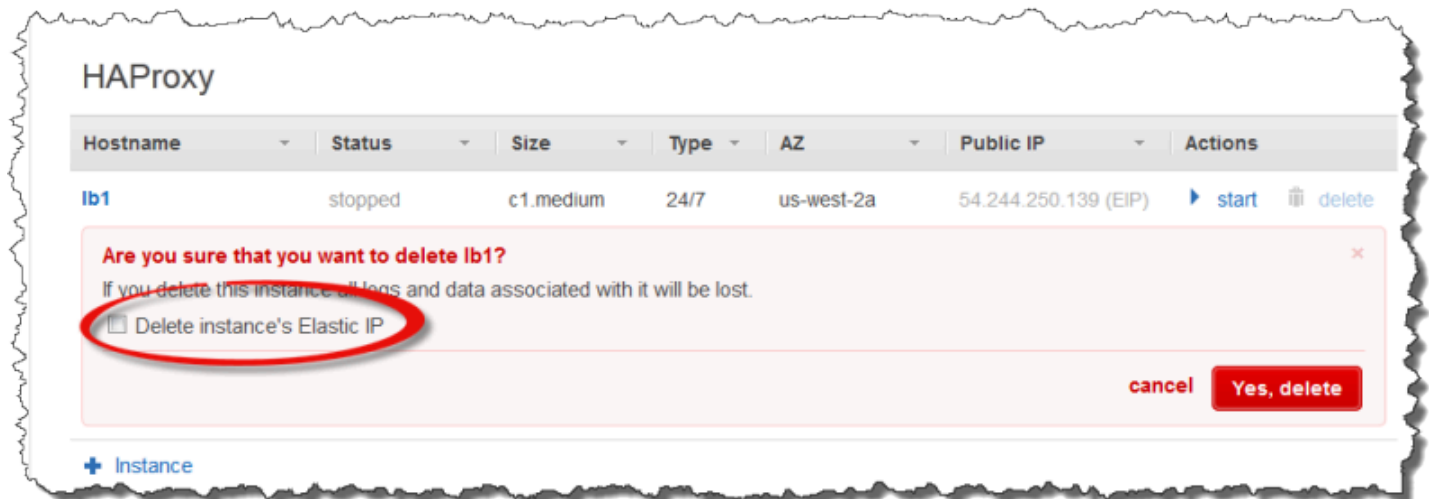 HAProxy
Hostname Status Size Type AZ Public IP Actions
lb1 stopped c1.medium 24/7 us-west-2a 54.244.250.139 (EIP) start delete
Are you sure that you want to delete lb1?
If you delete this instance all logs and data associated with it will be lost.
Delete instance's Elastic IP
cancel Yes, delete
Instance